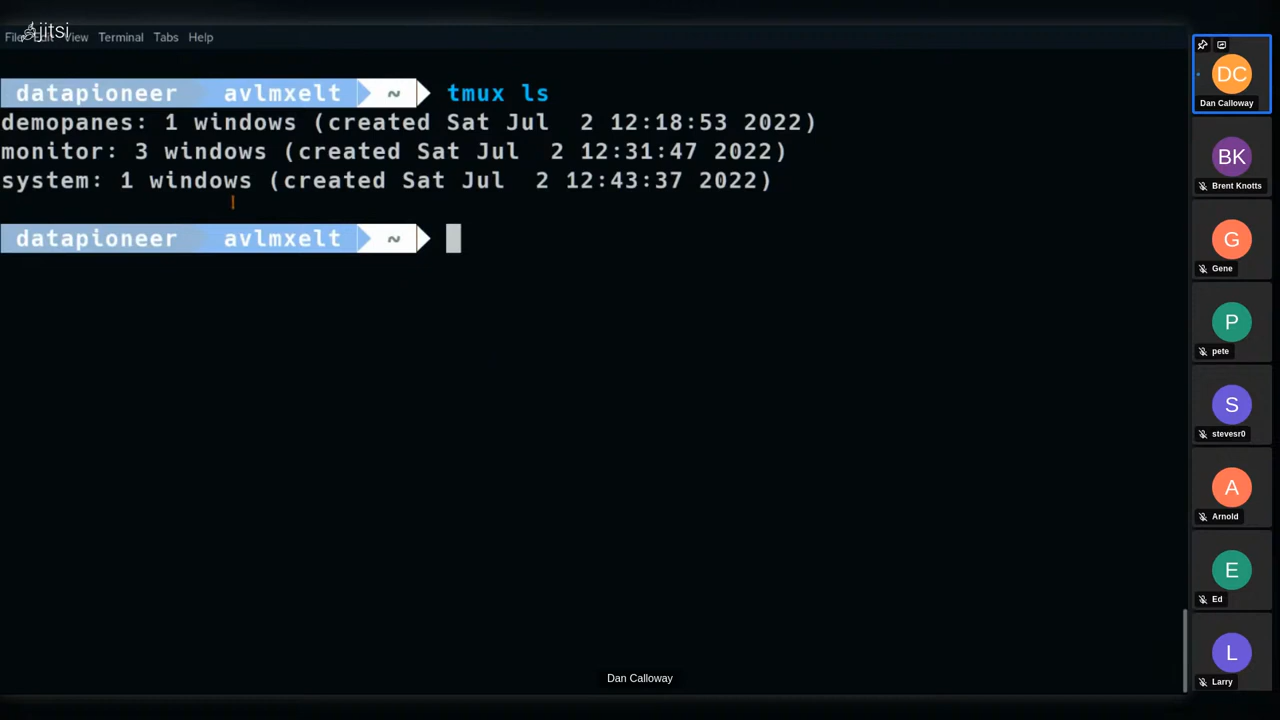 jitsi
File Edit View Terminal Tabs Help
datapioneer avlmxelt ~ tmux ls
demopanes: 1 windows (created Sat Jul  2 12:18:53 2022)
monitor: 3 windows (created Sat Jul  2 12:31:47 2022)
system: 1 windows (created Sat Jul  2 12:43:37 2022)
datapioneer avlmxelt ~
Dan Calloway
DC
Dan Calloway
BK
Brent Knotts
G
Gene
P
pete
S
stevesr0
A
Arnold
E
Ed
L
Larry